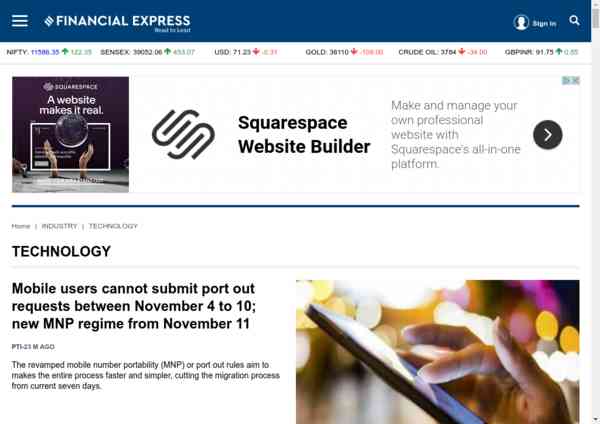 FINANCIAL EXPRESS
Read to Lead
Sign In
NIFTY: 11586.35 122.35 SENSEX: 39052.06 453.07 USD: 71.23 -0.31 GOLD: 38110 -109.00 CRUDE OIL: 3784 -34.00 GBPINR: 91.75 0.85
SQUARESPACE
A website
makes it real.
Squarespace
Website Builder
Make and manage your
own professional
website with
Squarespace's all-in-one
platform.
Home | INDUSTRY | TECHNOLOGY
TECHNOLOGY
Mobile users cannot submit port out
requests between November 4 to 10;
new MNP regime from November 11
PTI-23 M AGO
The revamped mobile number portability (MNP) or port out rules aim to
makes the entire process faster and simpler, cutting the migration process
from current seven days.